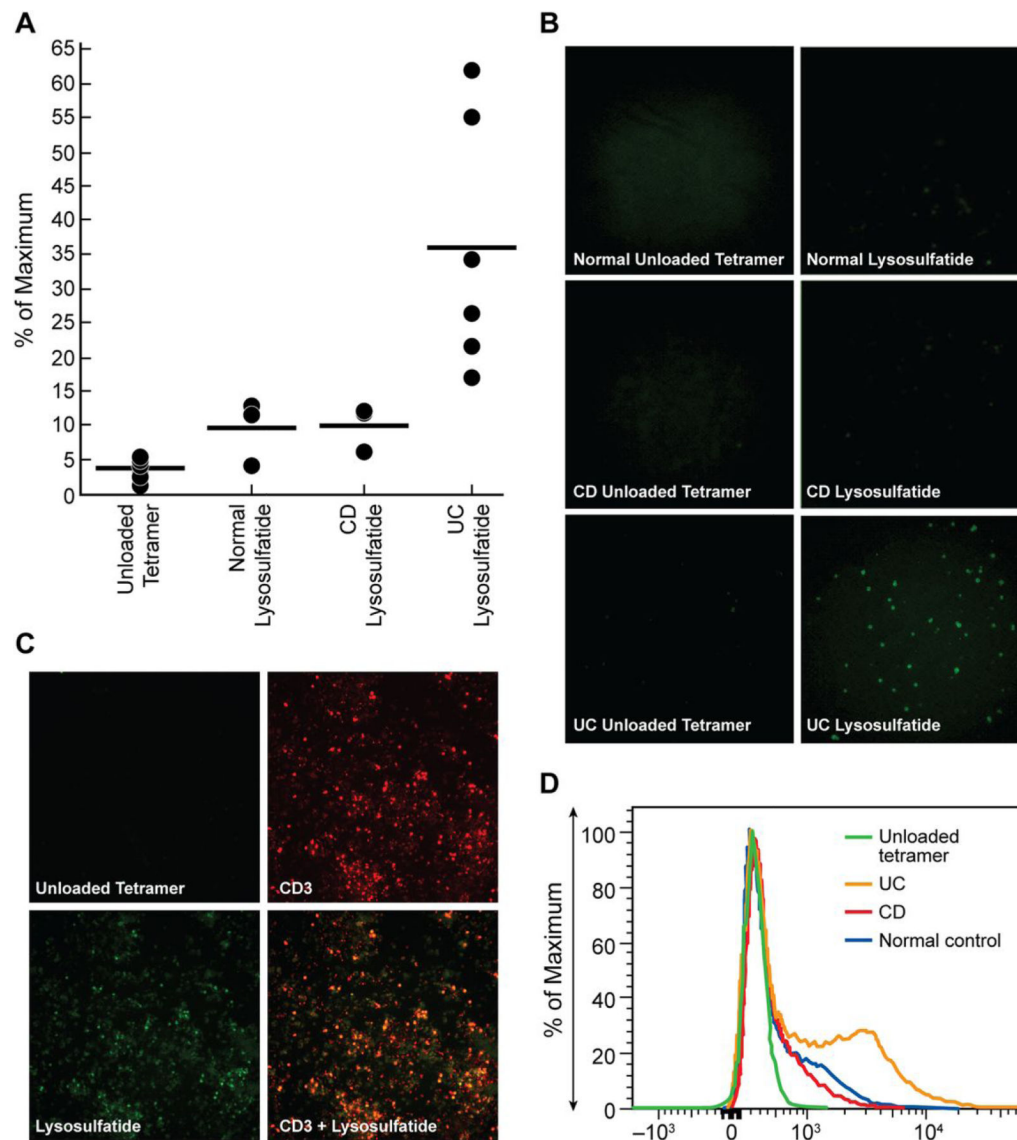 A
65
60
55
50
45
40
35
30
25
20
15
10
5
0
% of Maximum
Unloaded
Tetramer
Normal
Lysosulfatide
CD
Lysosulfatide
UC
Lysosulfatide
B
Normal Unloaded Tetramer
Normal Lysosulfatide
CD Unloaded Tetramer
CD Lysosulfatide
UC Unloaded Tetramer
UC Lysosulfatide
C
Unloaded Tetramer
CD3
Lysosulfatide
CD3 + Lysosulfatide
D
% of Maximum
100
80
60
40
20
0
Unloaded
tetramer
UC
CD
Normal control
–10³
0
10³
10⁴